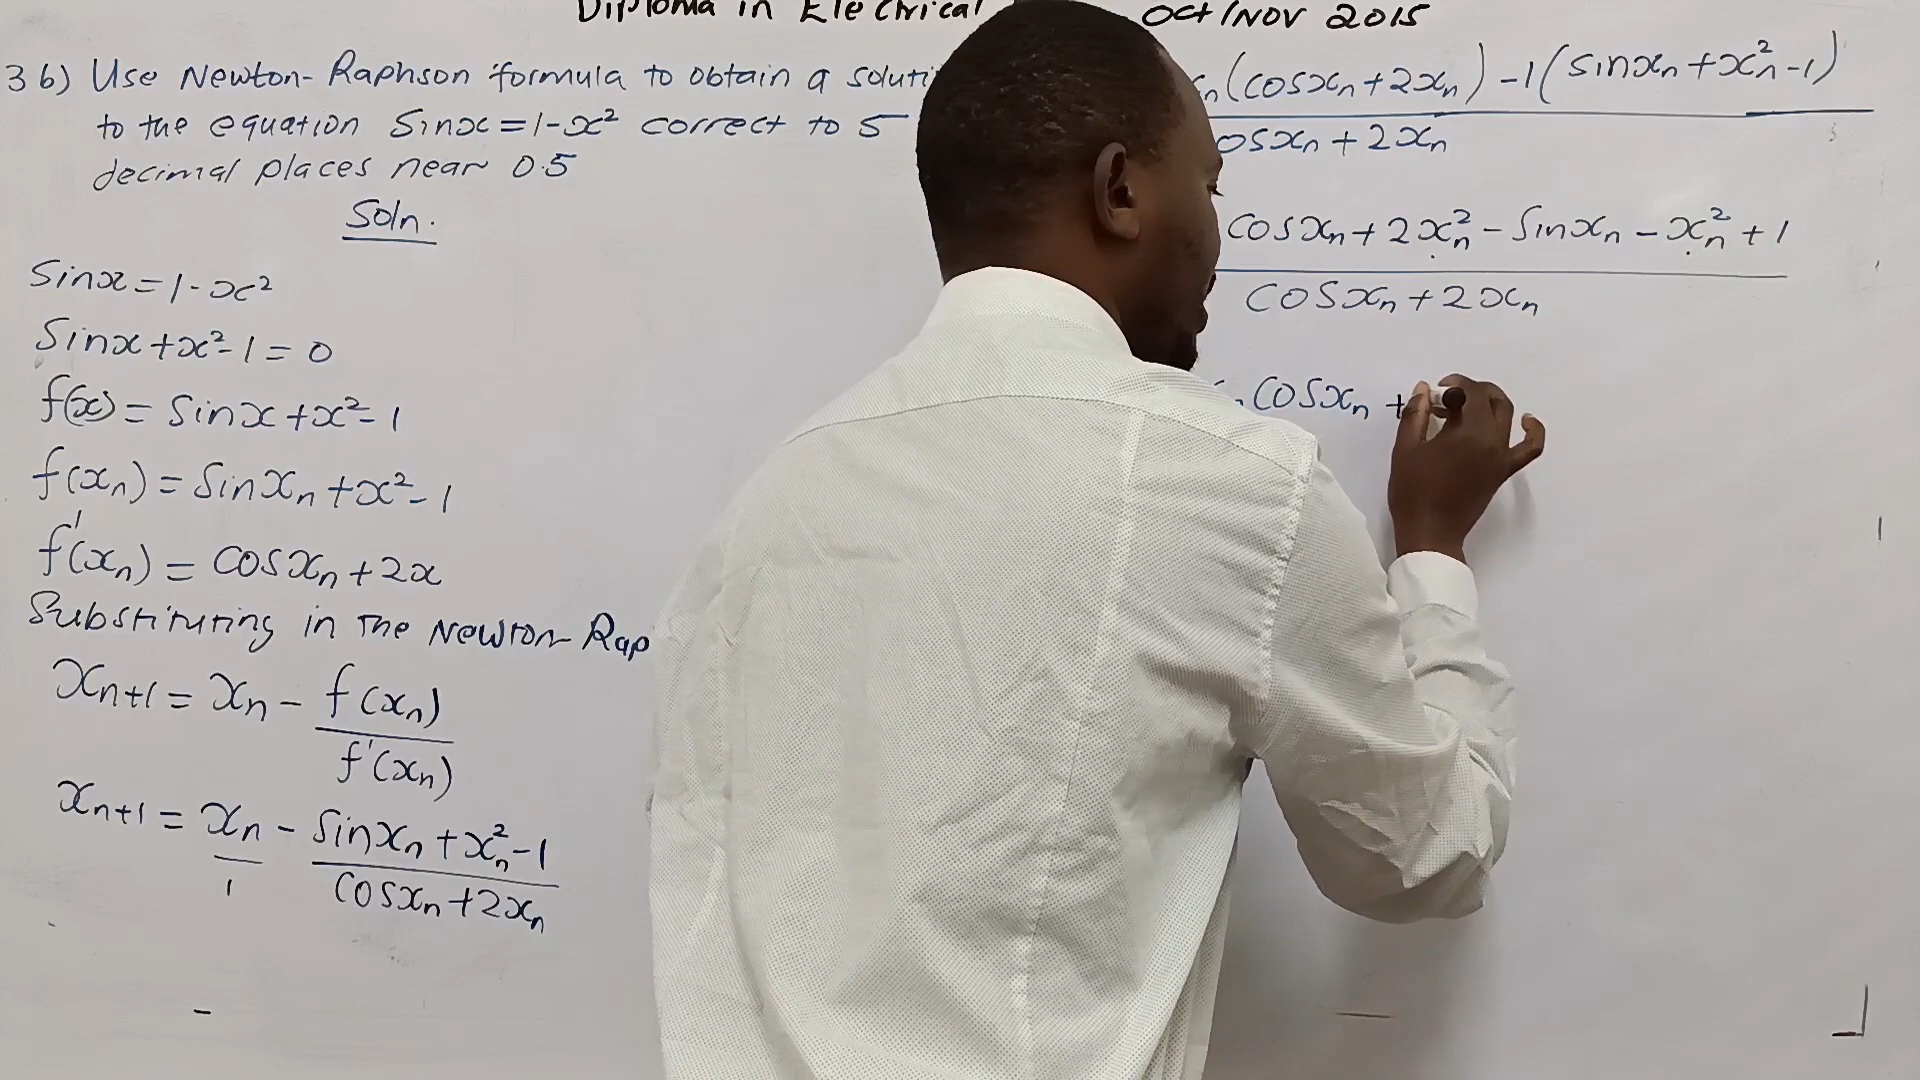 Diploma in Electrical Oct/Nov 2015
3 b) Use Newton-Raphson formula to obtain a
to the equation Sinx = 1-x² correct to 5
decimal places near 0.5
Soln.
Sinx = 1-x²
Sinx + x² - 1 = 0
f(x) = Sinx + x² - 1
f(xₙ) = Sinxₙ + x² - 1
f'(xₙ) = Cosxₙ + 2x
Substituting in the Newton-Rap
xₙ₊₁ = xₙ - f(xₙ)
f'(xₙ)
xₙ₊₁ = xₙ - Sinxₙ + xₙ² - 1
1 Cosxₙ + 2xₙ
(Cosxₙ + 2xₙ) - 1(Sinxₙ + xₙ² - 1)
osxₙ + 2xₙ
Cosxₙ + 2xₙ² - Sinxₙ - xₙ² + 1
Cosxₙ + 2xₙ
Cosxₙ +